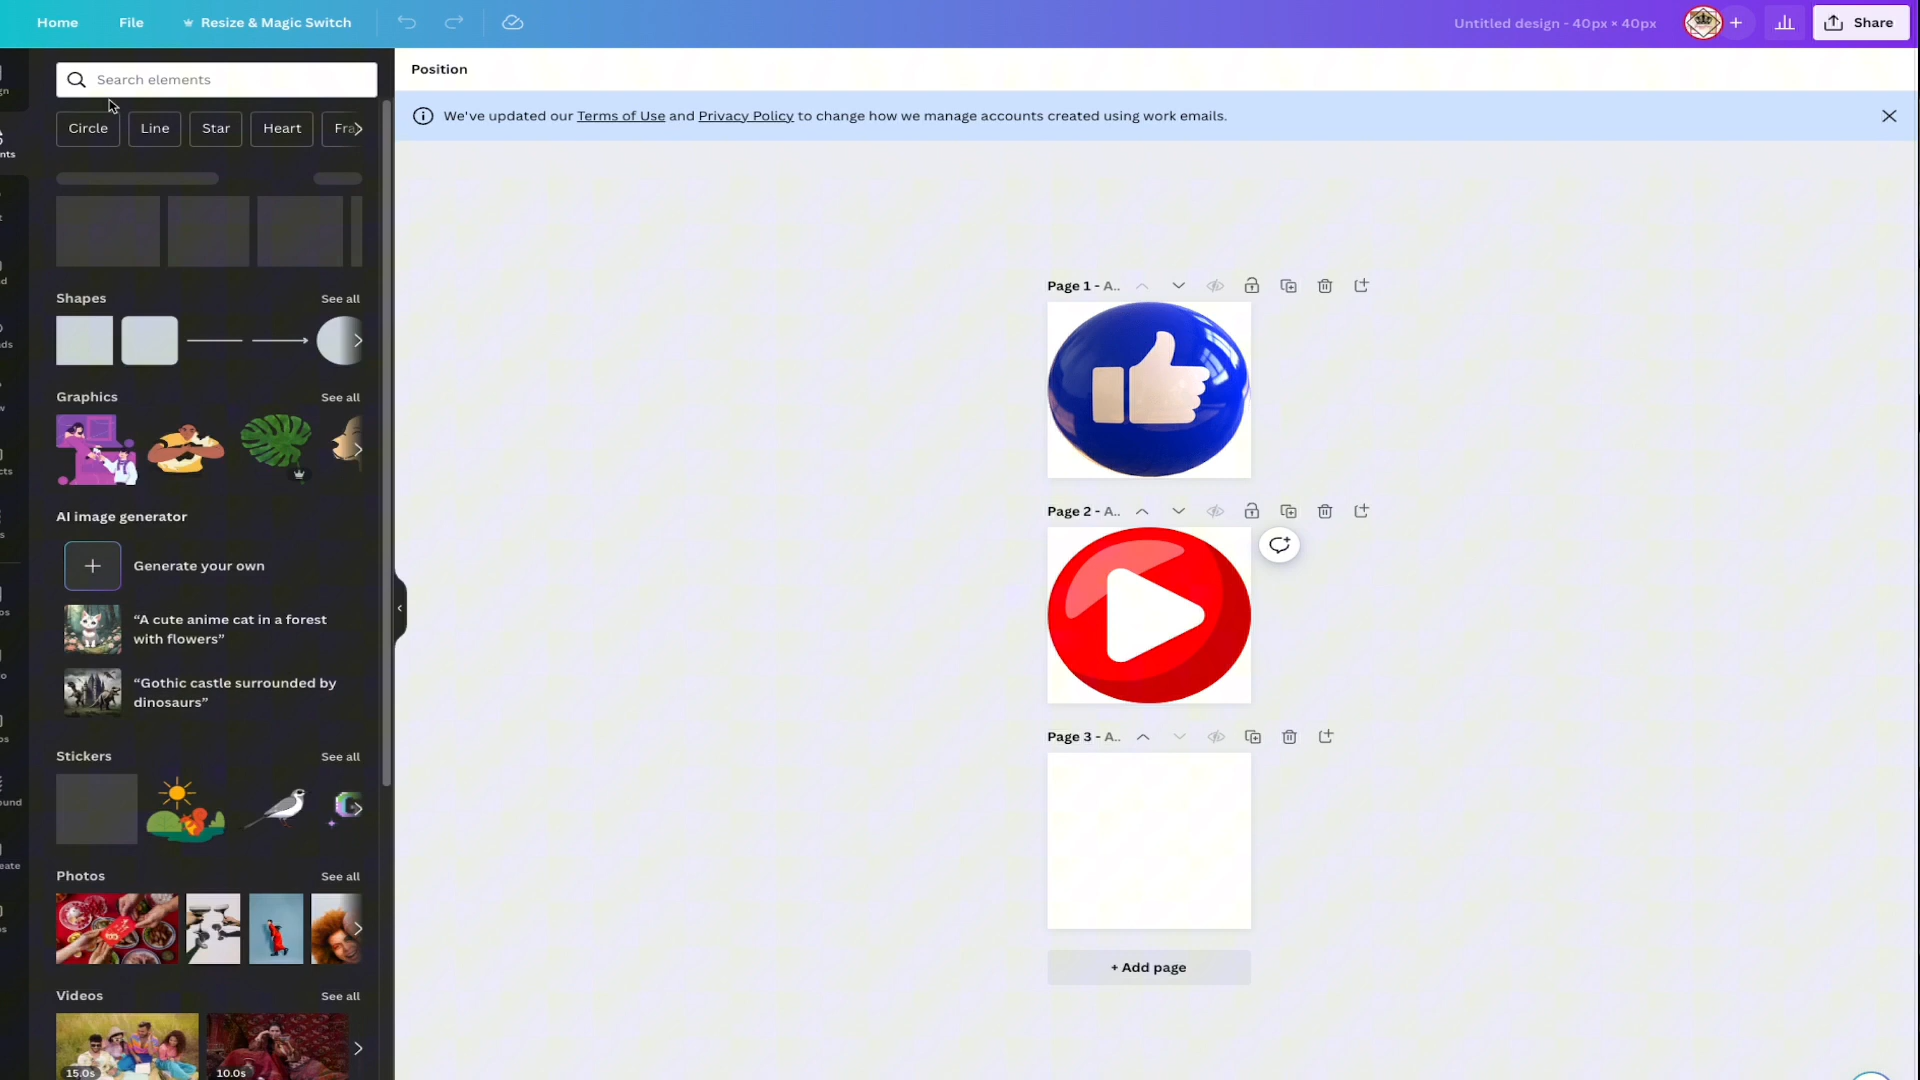 Home File Resize & Magic Switch Untitled design - 40px × 40px Share
Search elements
Circle Line Star Heart Fra
Position
We've updated our Terms of Use and Privacy Policy to change how we manage accounts created using work emails.
Shapes See all
Graphics See all
AI image generator
Generate your own
“A cute anime cat in a forest
with flowers”
“Gothic castle surrounded by
dinosaurs”
Stickers See all
Photos See all
Videos See all
15.0s 10.0s
Page 1 - A..
Page 2 - A..
Page 3 - A..
+ Add page